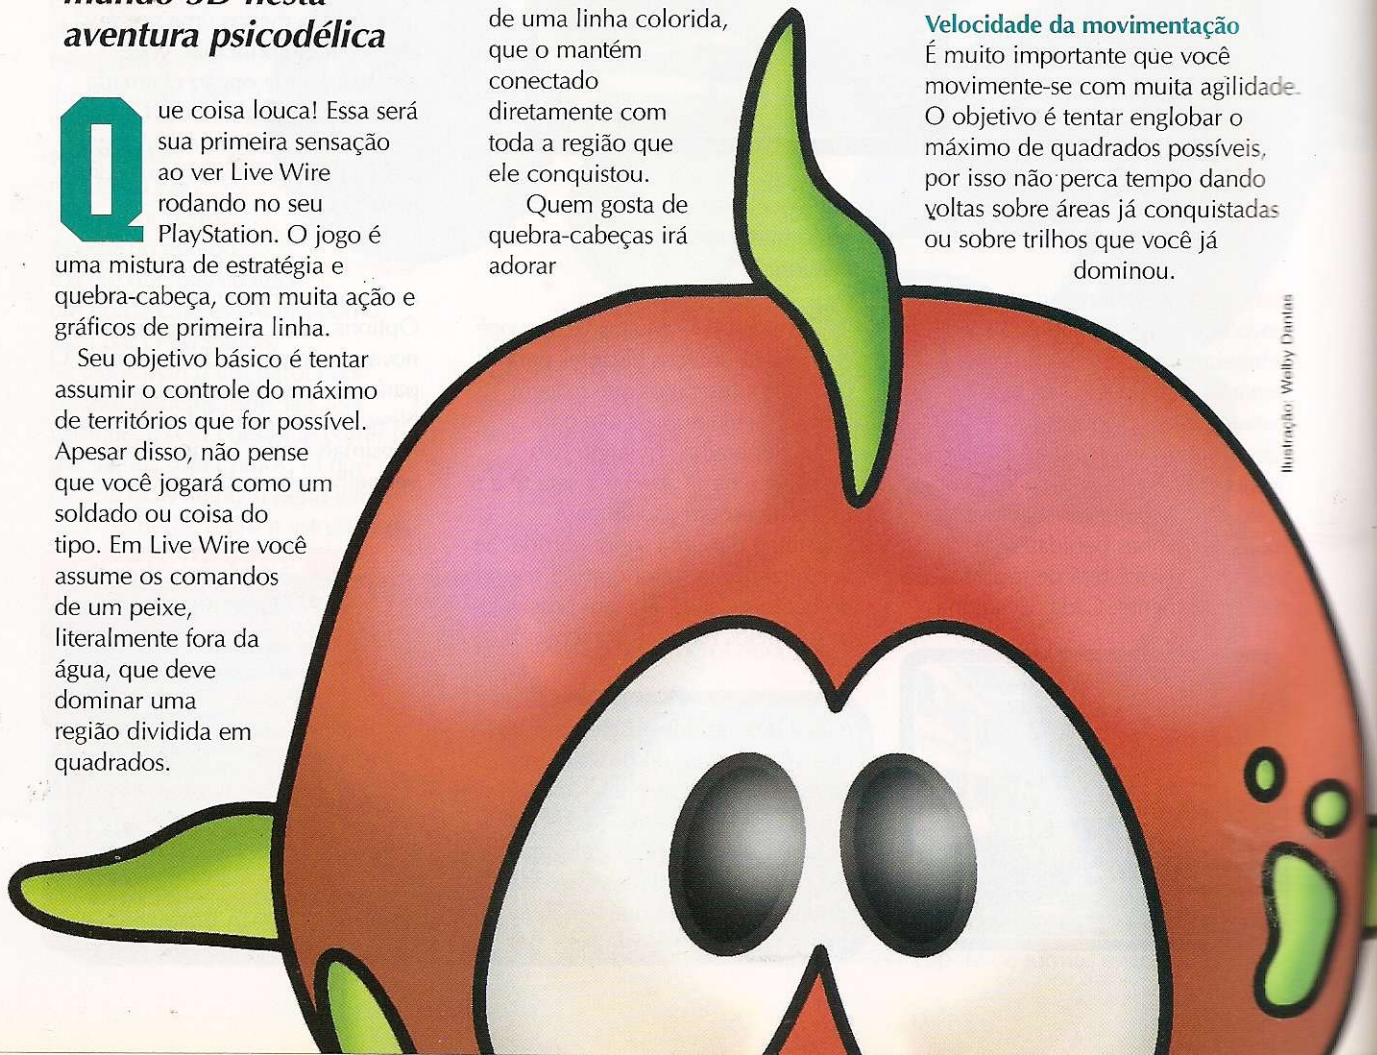 mundo 3D nesta
aventura psicodélica
Que coisa louca! Essa será
sua primeira sensação
ao ver Live Wire
rodando no seu
PlayStation. O jogo é
uma mistura de estratégia e
quebra-cabeça, com muita ação e
gráficos de primeira linha.
Seu objetivo básico é tentar
assumir o controle do máximo
de territórios que for possível.
Apesar disso, não pense
que você jogará como um
soldado ou coisa do
tipo. Em Live Wire você
assume os comandos
de um peixe,
literalmente fora da
água, que deve
dominar uma
região dividida em
quadrados.
de uma linha colorida,
que o mantém
conectado
diretamente com
toda a região que
ele conquistou.
Quem gosta de
quebra-cabeças irá
adorar
Velocidade da movimentação
É muito importante que você
movimente-se com muita agilidade.
O objetivo é tentar englobar o
máximo de quadrados possíveis,
por isso não perca tempo dando
voltas sobre áreas já conquistadas
ou sobre trilhos que você já
dominou.
Ilustração: Welby Dantas